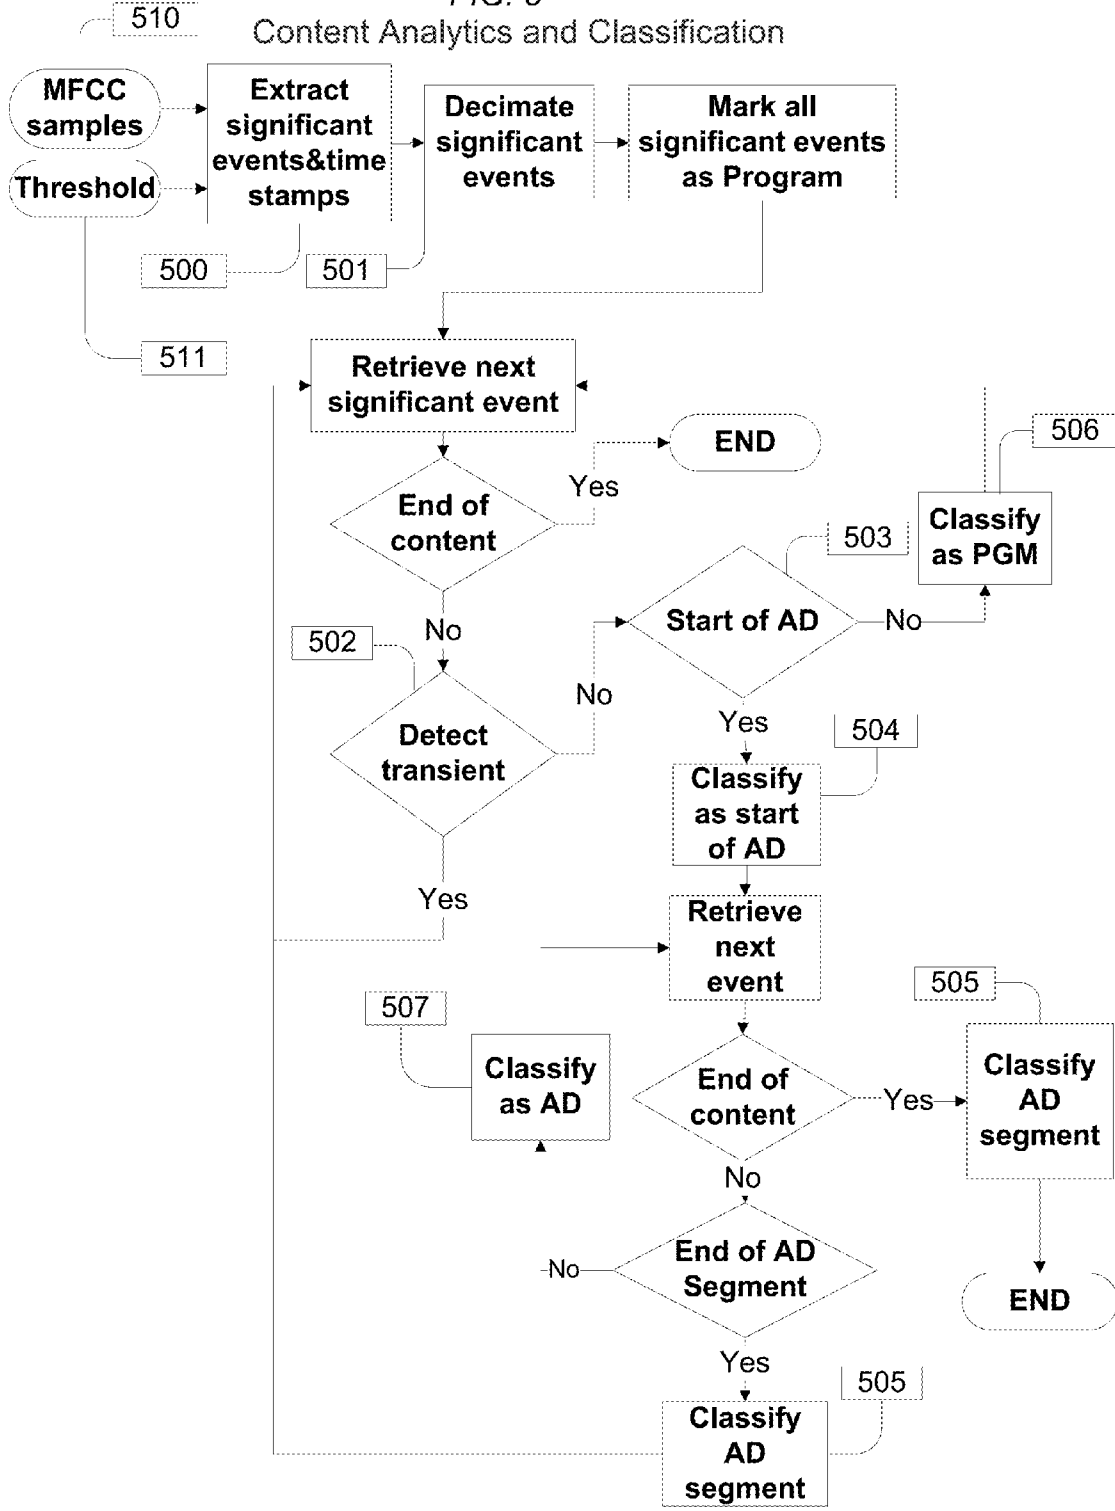 510
Content Analytics and Classification
MFCC
samples
Threshold
Extract
significant
events&time
stamps
Decimate
significant
events
Mark all
significant events
as Program
500
501
511
Retrieve next
significant event
END
506
Yes
End of
content
503
Classify
as PGM
Start of AD
No
No
502
No
Detect
transient
Yes
504
Classify
as start
of AD
Yes
Retrieve
next
event
505
507
Classify
as AD
End of
content
Yes
Classify
AD
segment
No
End of AD
Segment
No
END
Yes
505
Classify
AD
segment